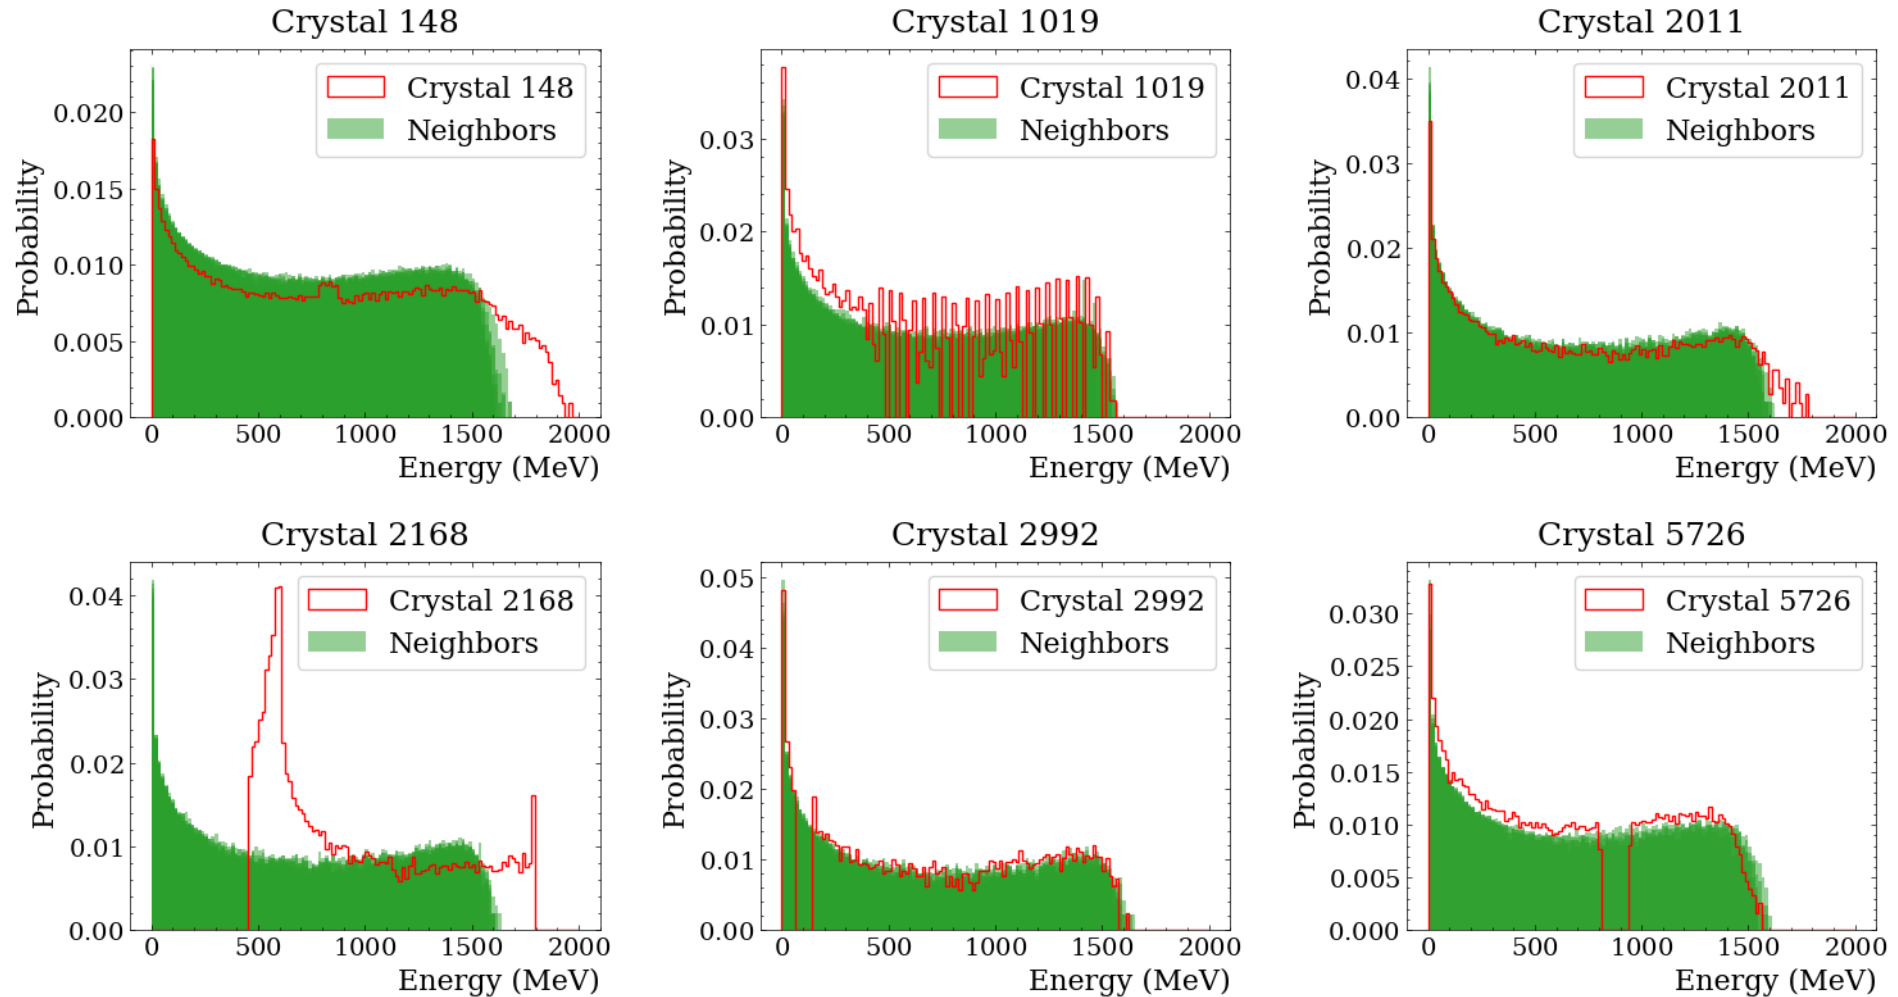 Crystal 148
Crystal 148
Neighbors
Probability
0.020
0.015
0.010
0.005
0.000
0 500 1000 1500 2000
Energy (MeV)
Crystal 1019
Crystal 1019
Neighbors
Probability
0.03
0.02
0.01
0.00
0 500 1000 1500 2000
Energy (MeV)
Crystal 2011
Crystal 2011
Neighbors
Probability
0.04
0.03
0.02
0.01
0.00
0 500 1000 1500 2000
Energy (MeV)
Crystal 2168
Crystal 2168
Neighbors
Probability
0.04
0.03
0.02
0.01
0.00
0 500 1000 1500 2000
Energy (MeV)
Crystal 2992
Crystal 2992
Neighbors
Probability
0.05
0.04
0.03
0.02
0.01
0.00
0 500 1000 1500 2000
Energy (MeV)
Crystal 5726
Crystal 5726
Neighbors
Probability
0.030
0.025
0.020
0.015
0.010
0.005
0.000
0 500 1000 1500 2000
Energy (MeV)